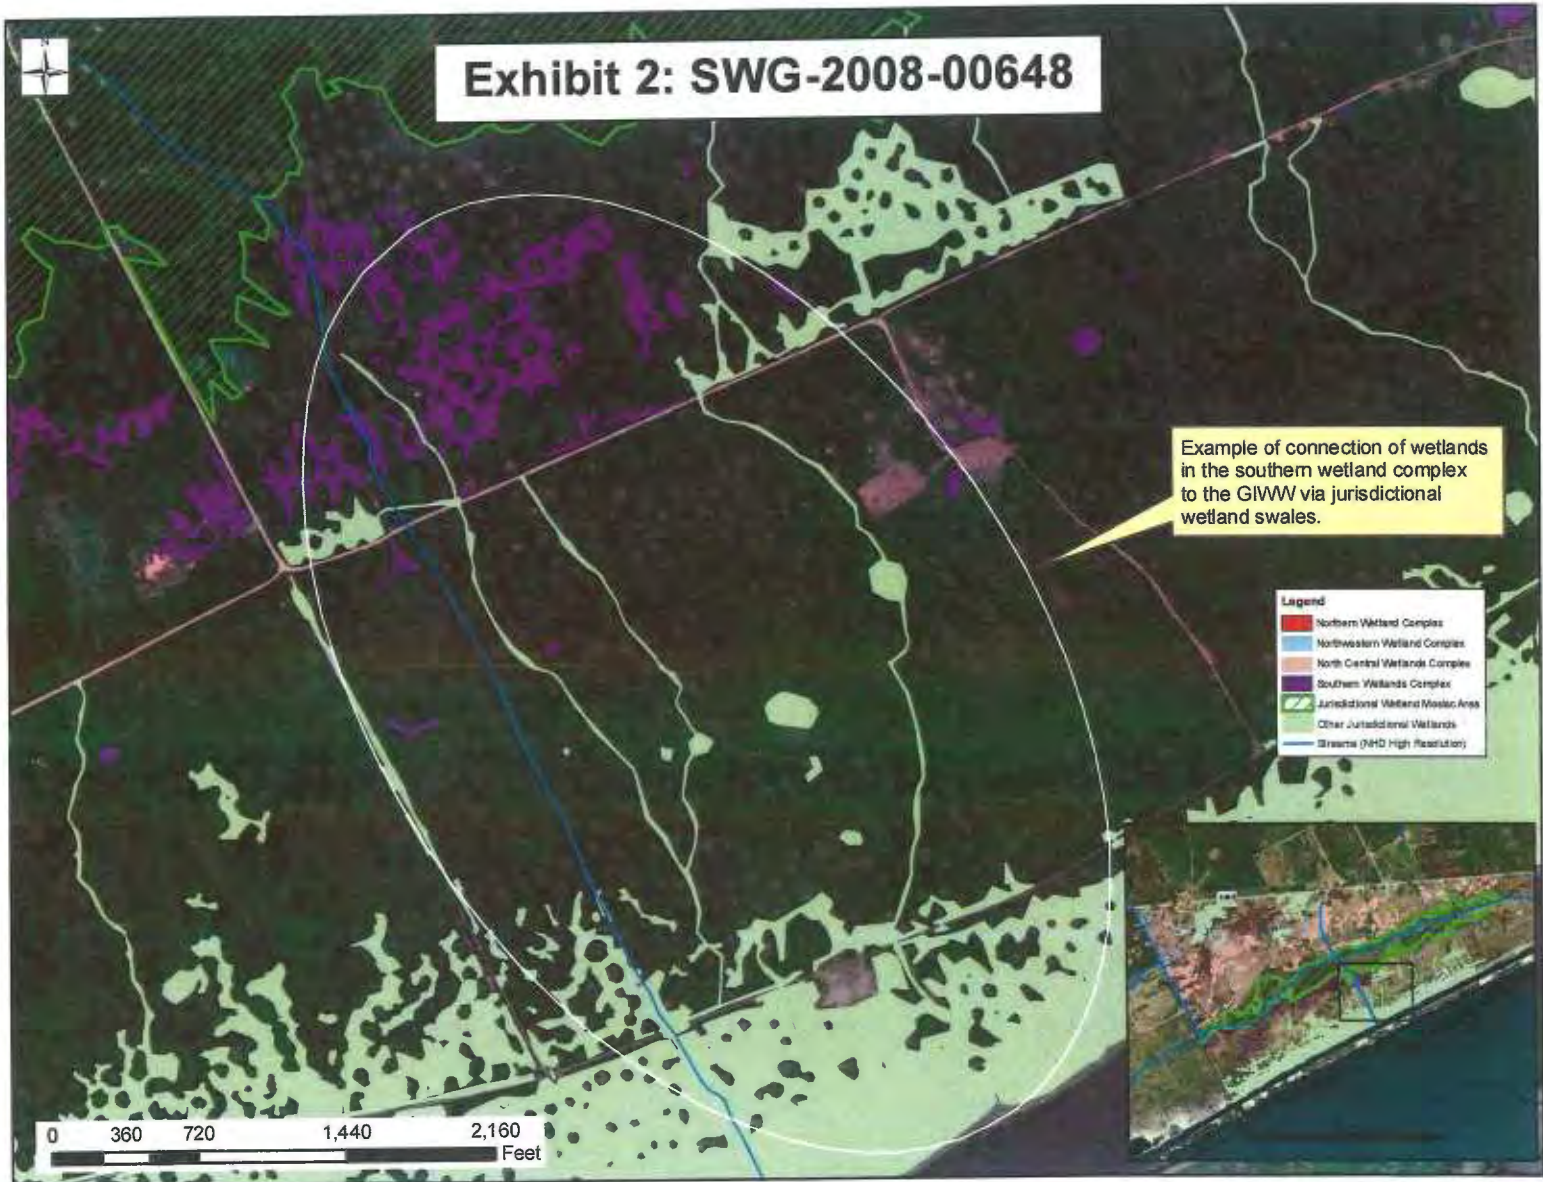 N
Exhibit 2: SWG-2008-00648
Example of connection of wetlands
in the southern wetland complex
to the GIWW via jurisdictional
wetland swales.
Legend
Northern Wetland Complex
Northwestern Wetland Complex
North Central Wetlands Complex
Southern Wetlands Complex
Jurisdictional Wetland Mosaic Area
Other Jurisdictional Wetlands
Streams (NHD High Resolution)
0 360 720 1,440 2,160
Feet